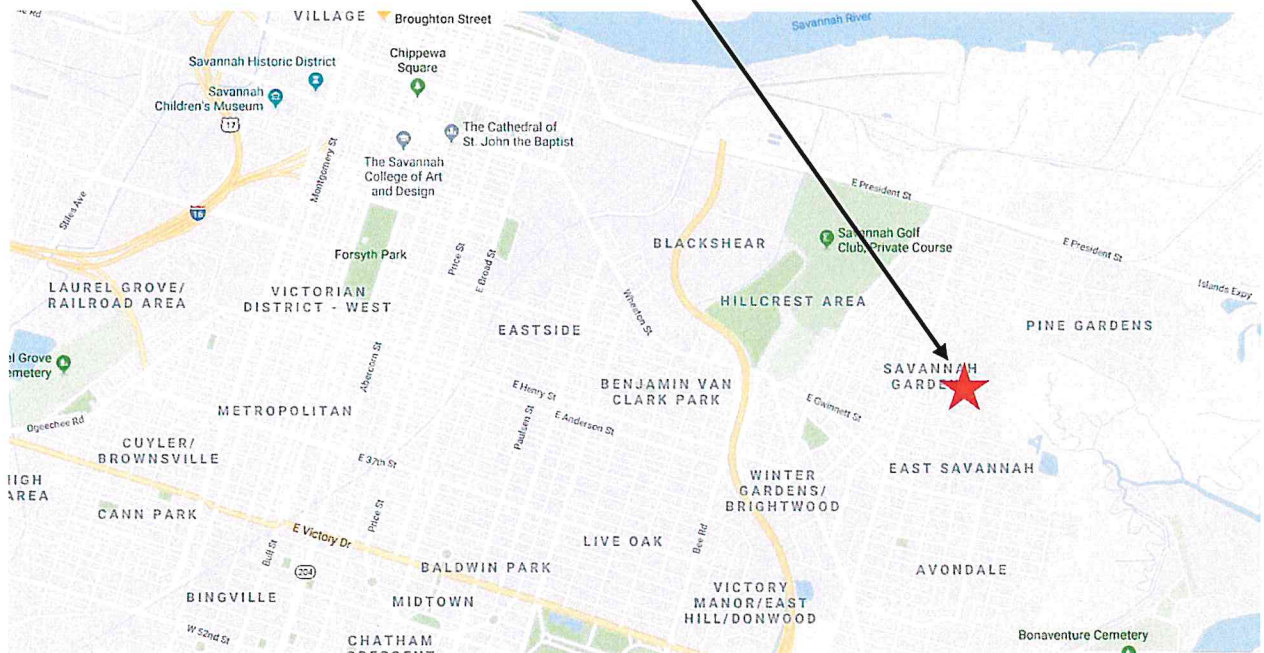 VILLAGE
Broughton Street
Savannah River
Savannah Historic District
Chippewa
Square
Savannah
Children's Museum
17
The Cathedral of
St. John the Baptist
Montgomery St
The Savannah
College of Art
and Design
Stiles Ave
16
E President St
Savannah Golf
Club, Private Course
BLACKSHEAR
E President St
Forsyth Park
Price St
E Broad St
Islands Expy
LAUREL GROVE/
RAILROAD AREA
VICTORIAN
DISTRICT - WEST
Wheaton St
HILLCREST AREA
EASTSIDE
PINE GARDENS
el Grove
emetery
Abercorn St
SAVANNAH
GARDE
BENJAMIN VAN
CLARK PARK
E Henry St
E Gwinnett St
METROPOLITAN
Paulsen St
E Anderson St
Ogeechee Rd
CUYLER/
BROWNSVILLE
E 37th St
EAST SAVANNAH
HIGH
AREA
WINTER
GARDENS/
BRIGHTWOOD
CANN PARK
Price St
E Victory Dr
Bull St
LIVE OAK
Bee Rd
204
BALDWIN PARK
AVONDALE
BINGVILLE
MIDTOWN
VICTORY
MANOR/EAST
HILL/DONWOOD
W 52nd St
CHATHAM
CRESCENT
Bonaventure Cemetery